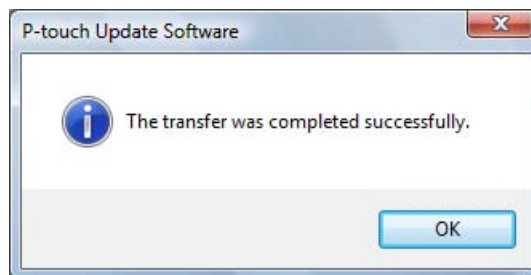 P-touch Update Software
The transfer was completed successfully.
OK